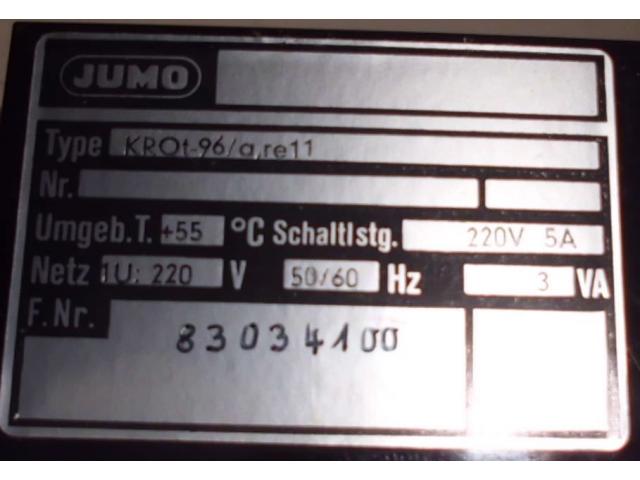 JUMO
Type KROt-96/a,re11
Nr.
Umgeb.T. +55 °C Schaltlstg. 220V 5A
Netz 1U: 220 V 50/60 Hz 3 VA
F.Nr. 83034100